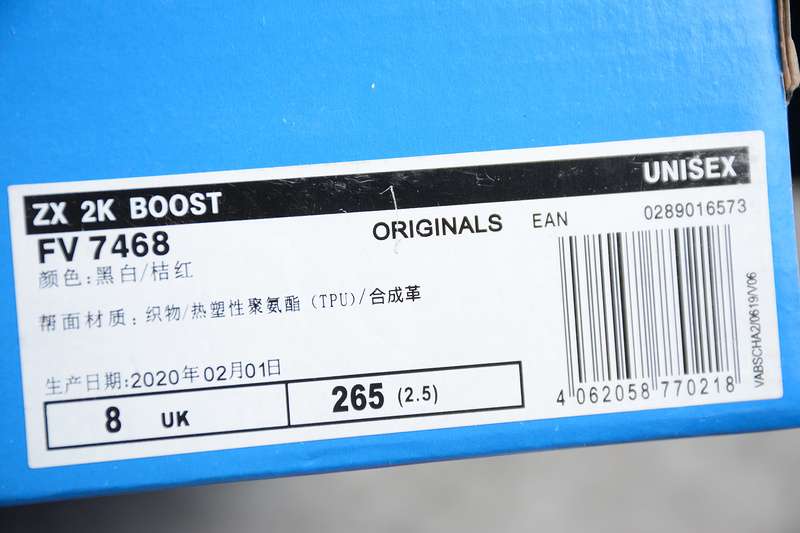 ZX 2K BOOST UNISEX
FV 7468 ORIGINALS EAN 0289016573
颜色:黑白/桔红
帮面材质: 织物/热塑性聚氨酯 (TPU)/合成革
生产日期:2020年02月01日
8 UK 265 (2.5)
4 062058 770218
VABSCHA2/0619/V06